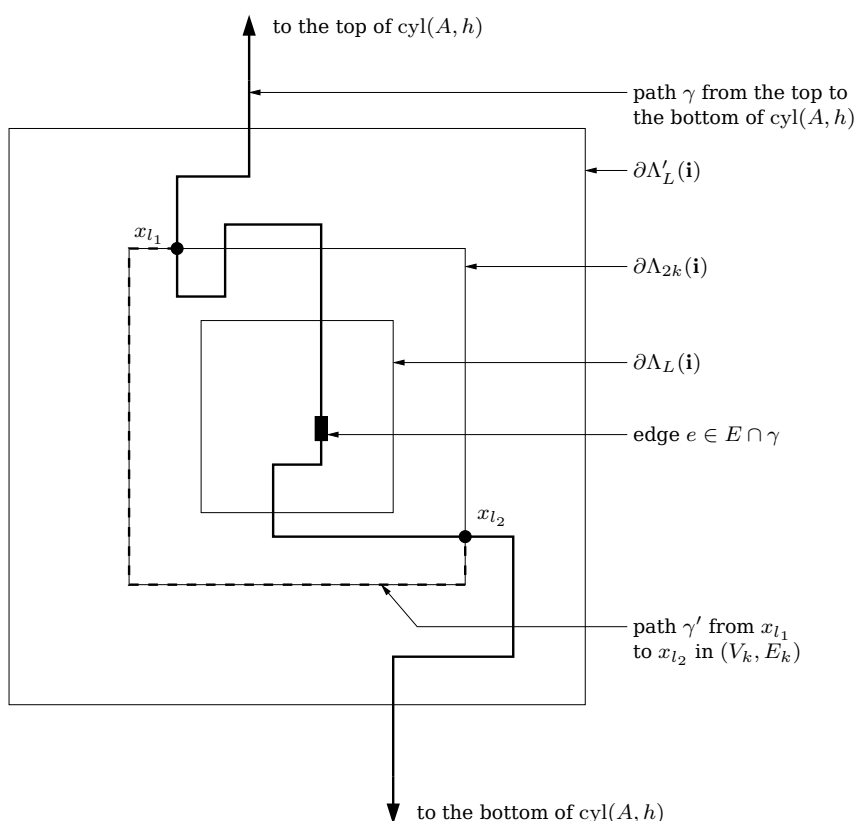 to the top of cyl(A, h)
path γ from the top to
the bottom of cyl(A, h)
∂Λ′_L(i)
x_{l_1}
∂Λ_{2k}(i)
∂Λ_L(i)
edge e ∈ E ∩ γ
x_{l_2}
path γ′ from x_{l_1}
to x_{l_2} in (V_k, E_k)
to the bottom of cyl(A, h)